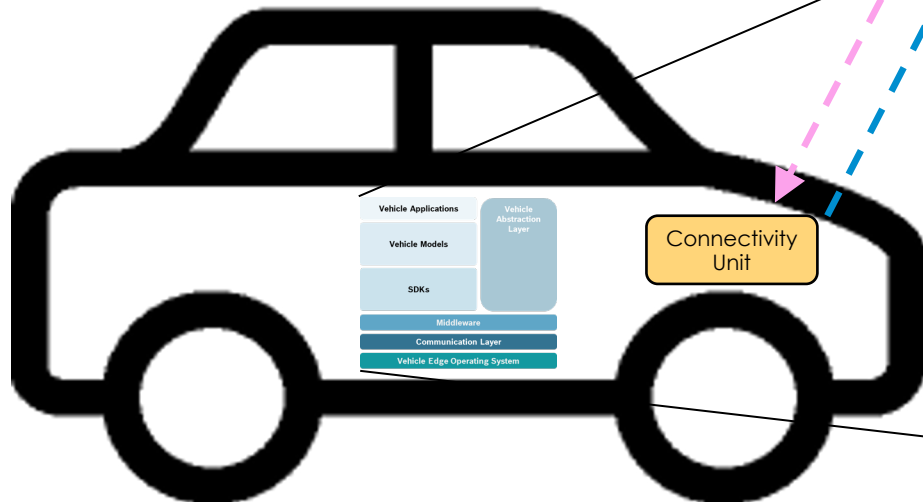 Vehicle Applications
Vehicle Models
SDKs
Vehicle
Abstraction
Layer
Middleware
Communication Layer
Vehicle Edge Operating System
Connectivity
Unit